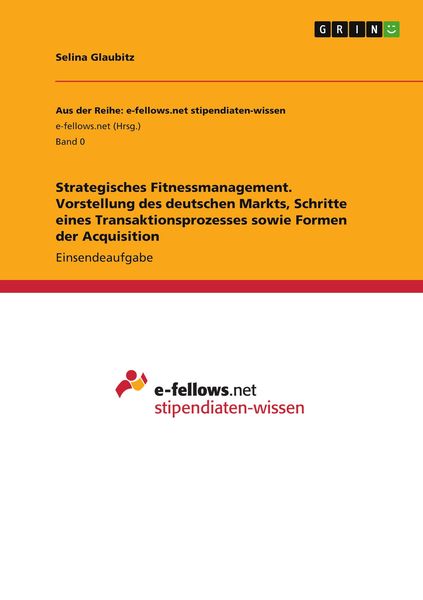 GRIN
Selina Glaubitz
Aus der Reihe: e-fellows.net stipendiaten-wissen
e-fellows.net (Hrsg.)
Band 0
Strategisches Fitnessmanagement.
Vorstellung des deutschen Markts, Schritte
eines Transaktionsprozesses sowie Formen
der Acquisition
Einsendeaufgabe
e-fellows.net
stipendiaten-wissen